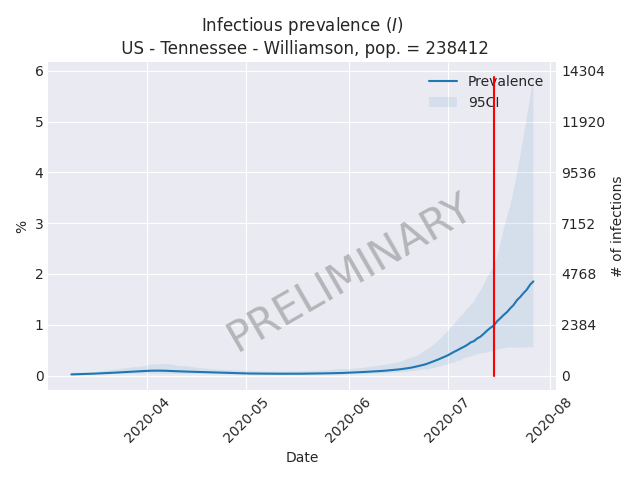 Infectious prevalence (I)
US - Tennessee - Williamson, pop. = 238412
Prevalence
95CI
6
5
4
3
2
1
0
%
14304
11920
9536
7152
4768
2384
0
# of infections
PRELIMINARY
2020-04
2020-05
2020-06
2020-07
2020-08
Date